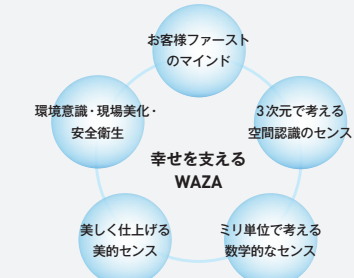 お客様ファースト
のマインド
環境意識・現場美化・
安全衛生
3次元で考える
空間認識のセンス
幸せを支える
WAZA
美しく仕上げる
美的センス
ミリ単位で考える
数学的なセンス